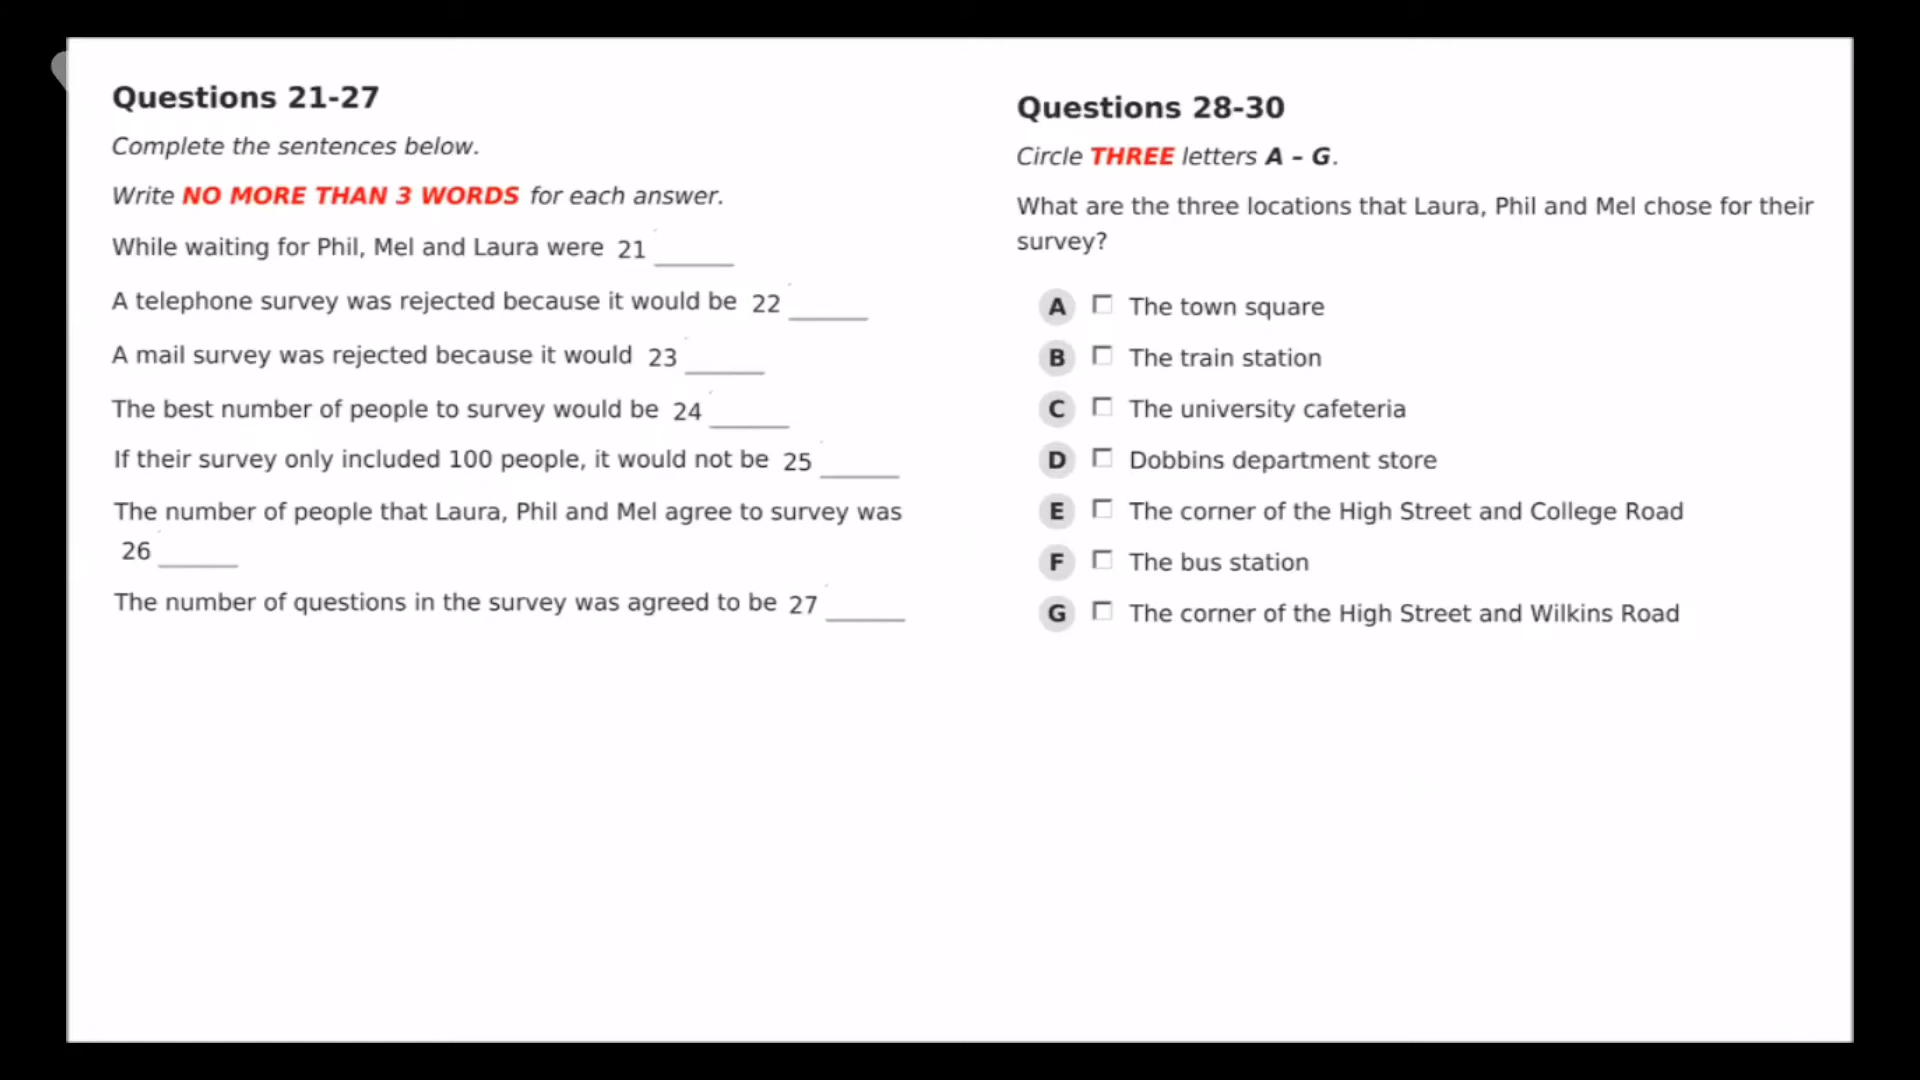 Questions 21-27
Complete the sentences below.
Write NO MORE THAN 3 WORDS for each answer.
While waiting for Phil, Mel and Laura were 21 ______
A telephone survey was rejected because it would be 22 ______
A mail survey was rejected because it would 23 ______
The best number of people to survey would be 24 ______
If their survey only included 100 people, it would not be 25 ______
The number of people that Laura, Phil and Mel agree to survey was
26 ______
The number of questions in the survey was agreed to be 27 ______
Questions 28-30
Circle THREE letters A – G.
What are the three locations that Laura, Phil and Mel chose for their
survey?
A The town square
B The train station
C The university cafeteria
D Dobbins department store
E The corner of the High Street and College Road
F The bus station
G The corner of the High Street and Wilkins Road